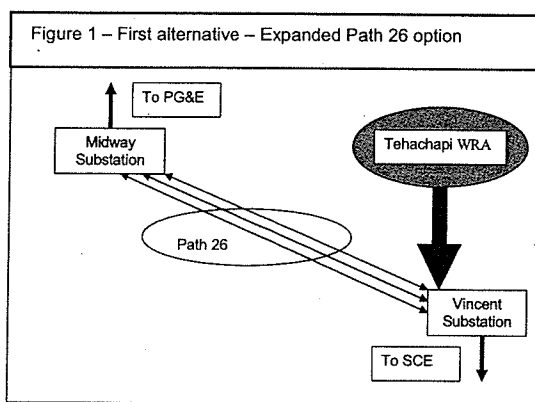 Figure 1 – First alternative – Expanded Path 26 option
To PG&E
Midway
Substation
Tehachapi WRA
Path 26
Vincent
Substation
To SCE